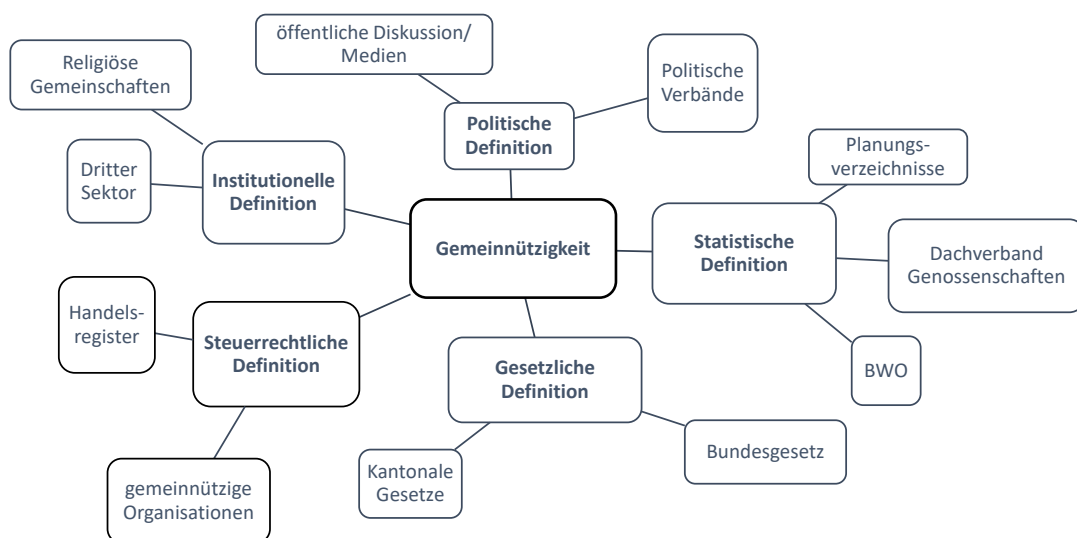 öffentliche Diskussion/
Medien
Religiöse
Gemeinschaften
Politische
Verbände
Politische
Definition
Planungs-
verzeichnisse
Dritter
Sektor
Institutionelle
Definition
Gemeinnützigkeit
Statistische
Definition
Dachverband
Genossenschaften
Handels-
register
Steuerrechtliche
Definition
Gesetzliche
Definition
BWO
Bundesgesetz
Kantonale
Gesetze
gemeinnützige
Organisationen